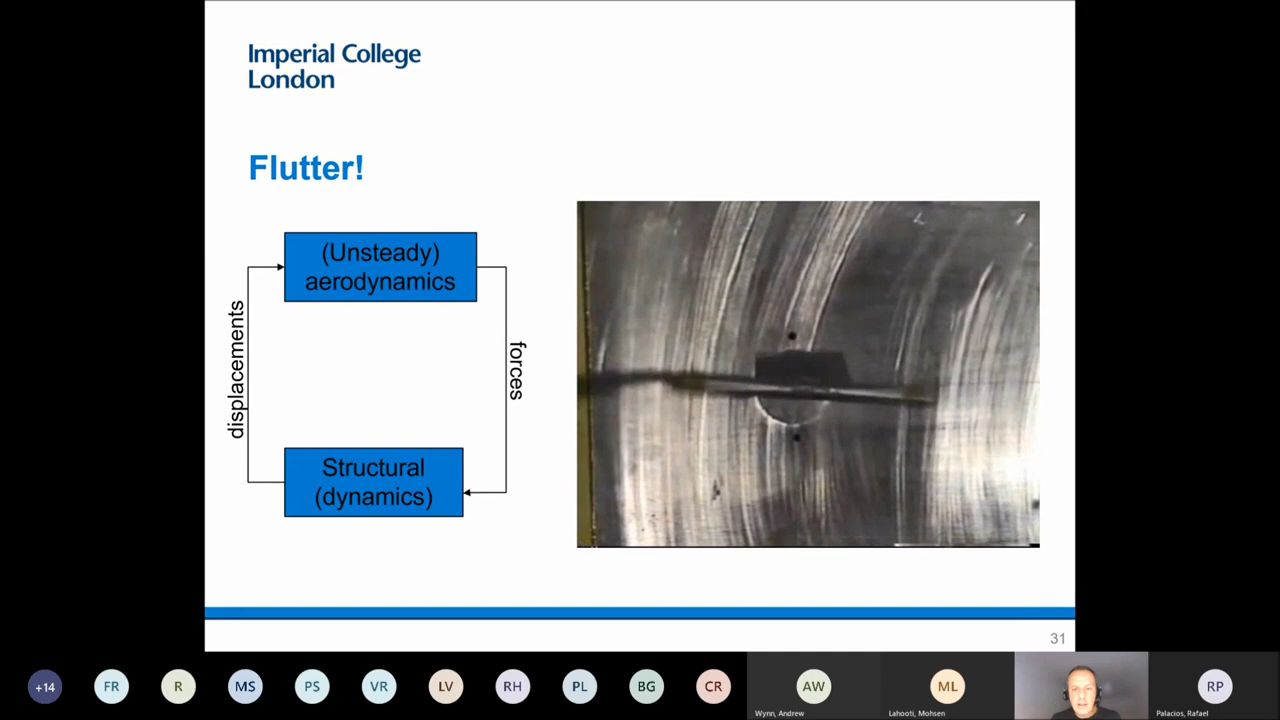 Imperial College
London
Flutter!
(Unsteady)
aerodynamics
displacements
forces
Structural
(dynamics)
31
+14
FR
R
MS
PS
VR
LV
RH
PL
BG
CR
AW
Wynn, Andrew
ML
Lahooti, Mohsen
RP
Palacios, Rafael